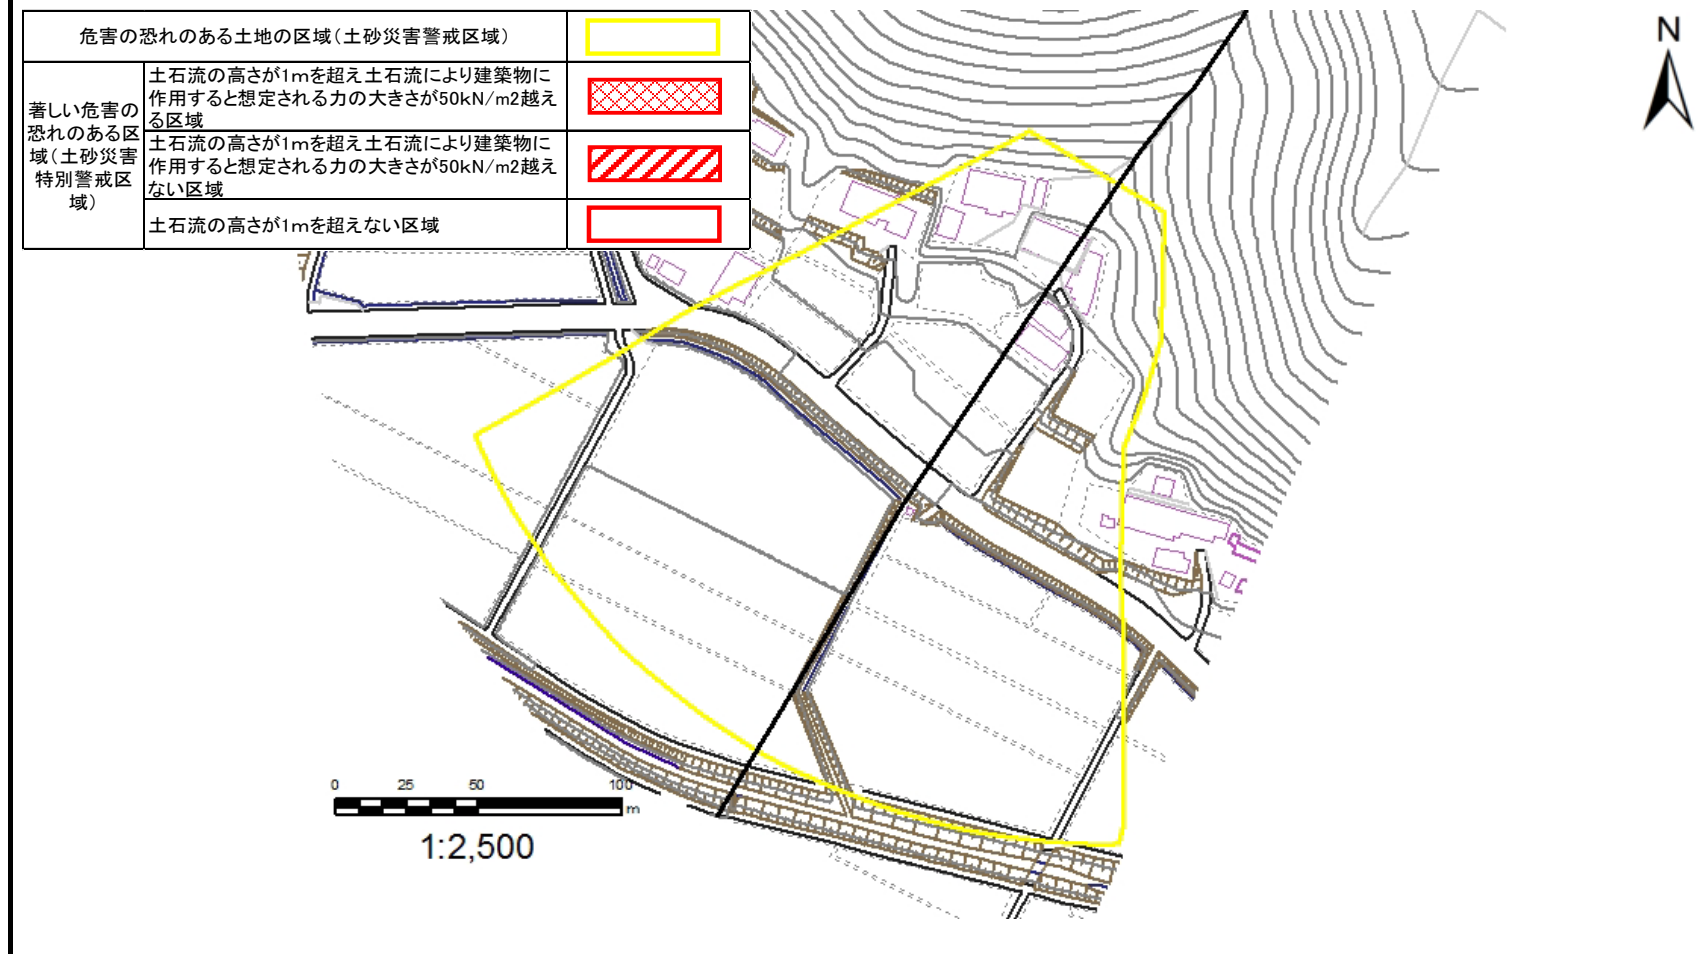 危害の恐れのある土地の区域(土砂災害警戒区域)
著しい危害の
恐れのある区
域(土砂災害
特別警戒区
域)
土石流の高さが1mを超え土石流により建築物に
作用すると想定される力の大きさが50kN/m2越え
る区域
土石流の高さが1mを超え土石流により建築物に
作用すると想定される力の大きさが50kN/m2越え
ない区域
土石流の高さが1mを超えない区域
N
0 25 50 100
m
1:2,500